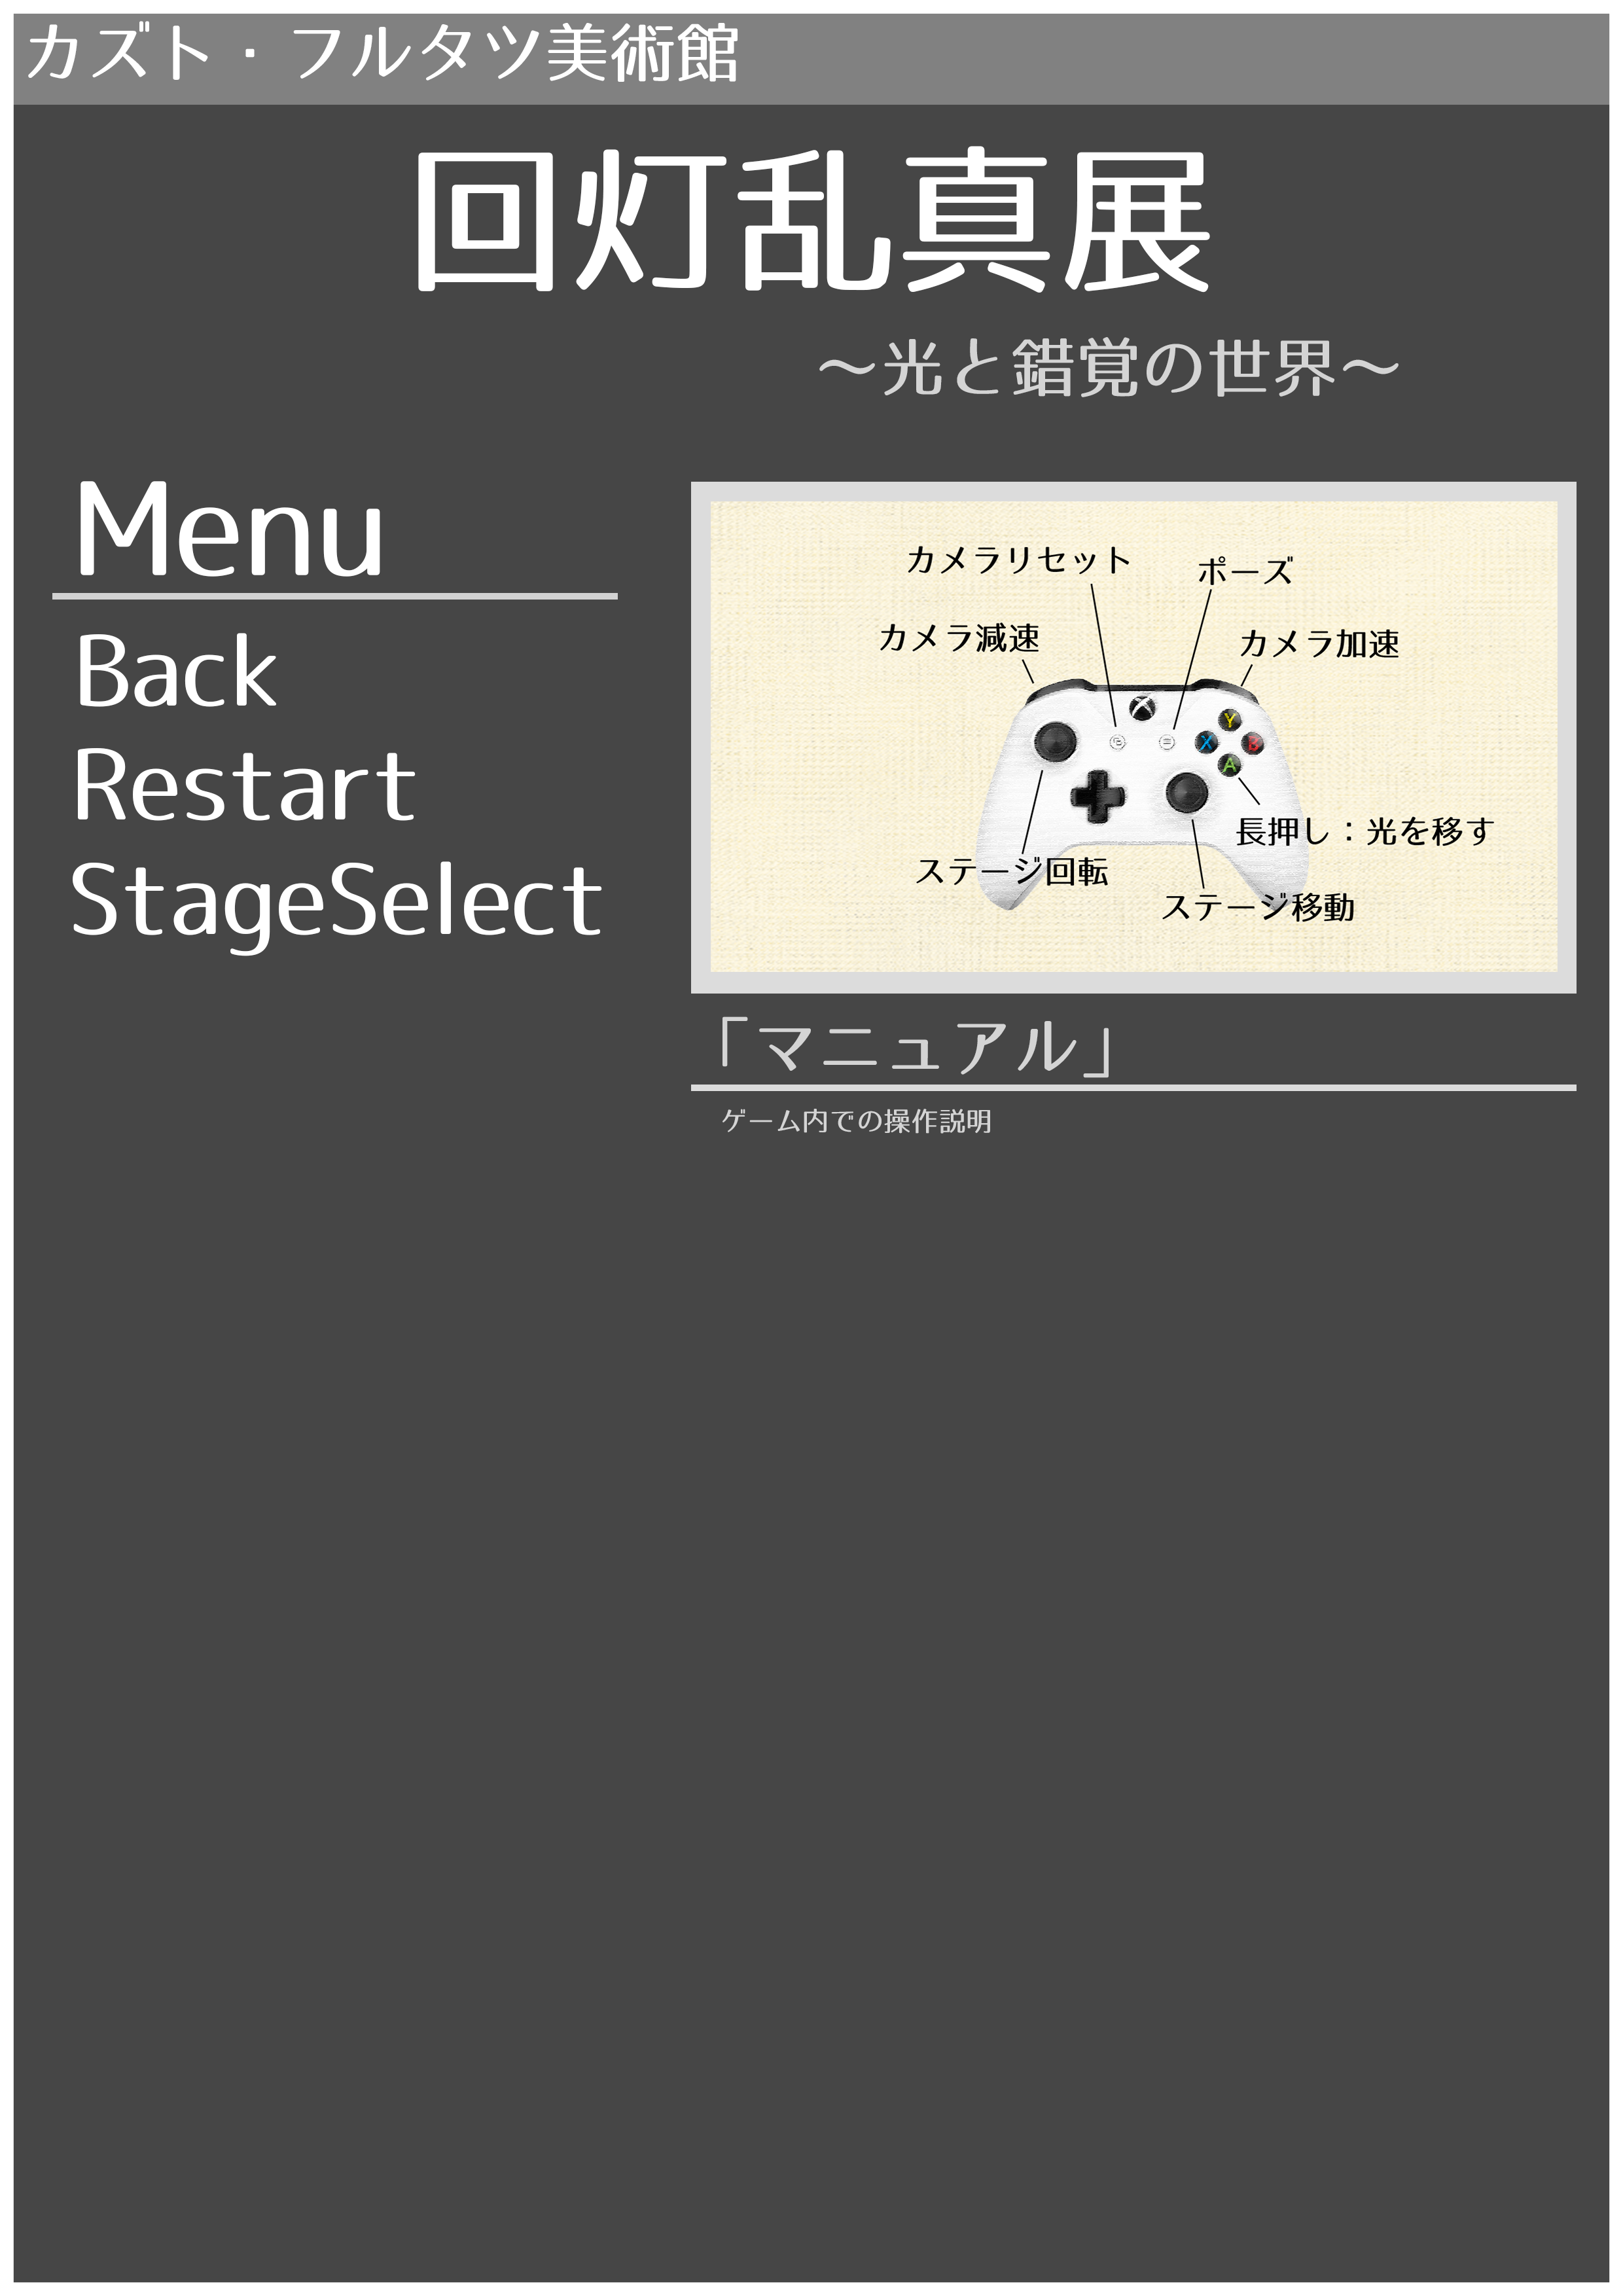 カズト・フルタツ美術館
回灯乱真展
～光と錯覚の世界～
Menu
Back
Restart
StageSelect
カメラリセット
ポーズ
カメラ減速
カメラ加速
Y
X
B
A
長押し：光を移す
ステージ回転
ステージ移動
「マニュアル」
ゲーム内での操作説明